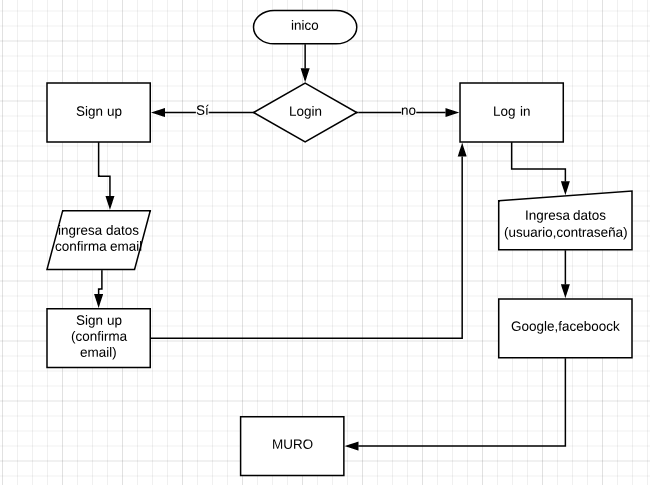 inico
Sign up
Sí
Login
no
Log in
ingresa datos
confirma email
Ingresa datos
(usuario,contraseña)
Sign up
(confirma
email)
Google,faceboock
MURO